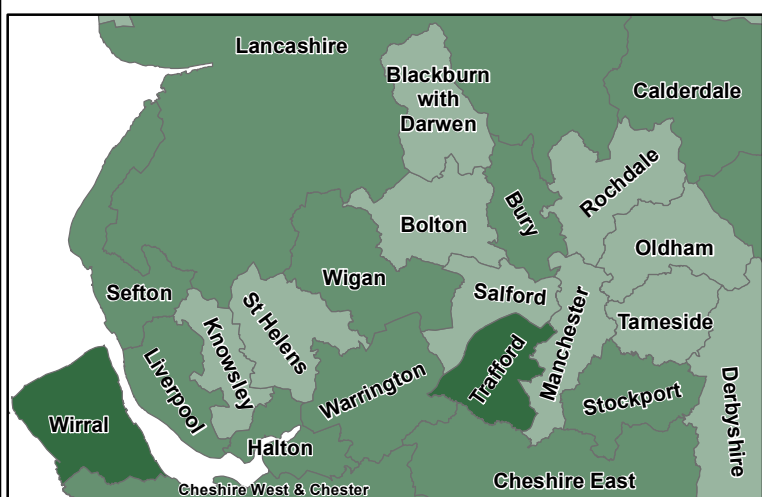 Lancashire
Blackburn
with
Darwen
Calderdale
Rochdale
Bury
Bolton
Oldham
Wigan
Sefton
Salford
St Helens
Tameside
Manchester
Knowsley
Trafford
Liverpool
Warrington
Stockport
Derbyshire
Wirral
Halton
Cheshire East
Cheshire West & Chester